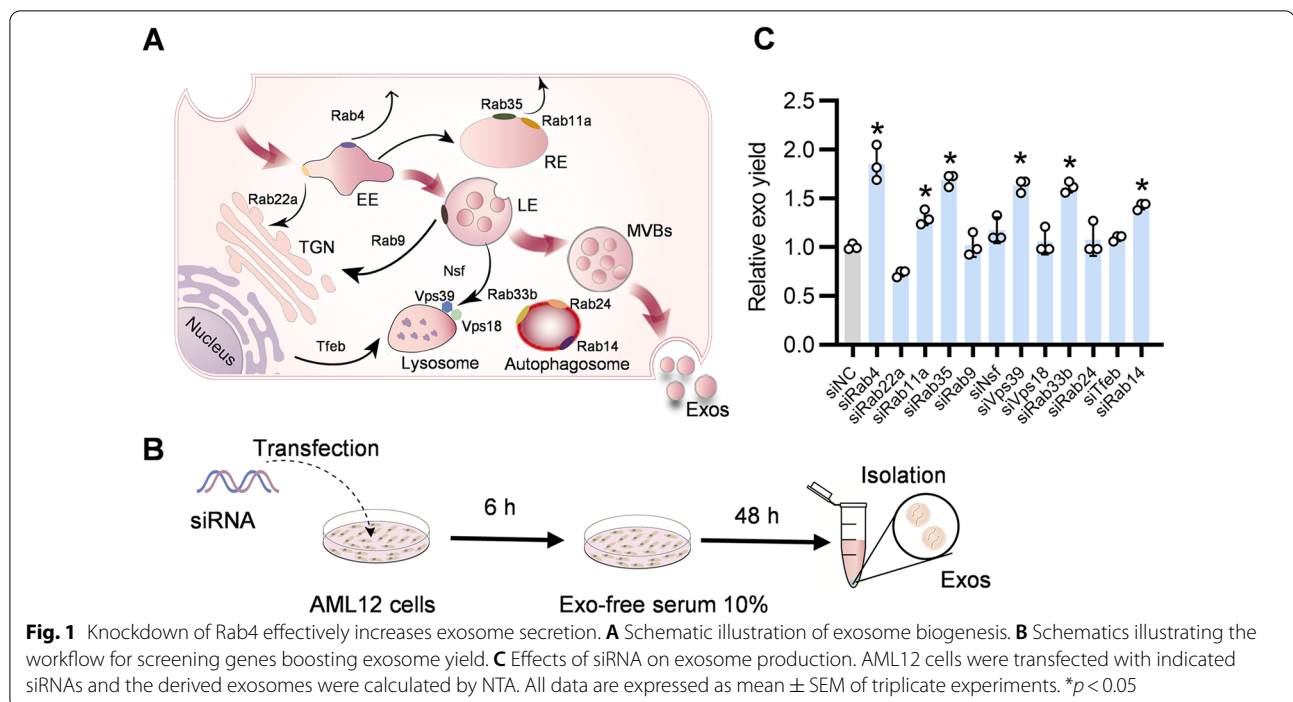 A
Rab4
Rab35
Rab11a
RE
EE
Rab22a
TGN
Rab9
LE
MVBs
Nsf
Vps39
Vps18
Rab33b
Rab24
Rab14
Nucleus
Tfeb
Lysosome
Autophagosome
Exos
C
Relative exo yield
2.5
2.0
1.5
1.0
0.5
0.0
*
*
*
*
*
*
siNC
siRab4
siRab22a
siRab11a
siRab35
siRab9
siNsf
siVps39
siVps18
siRab33b
siRab24
siTfeb
siRab14
B
Transfection
siRNA
AML12 cells
6 h
Exo-free serum 10%
48 h
Isolation
Exos
Fig. 1 Knockdown of Rab4 effectively increases exosome secretion. A Schematic illustration of exosome biogenesis. B Schematics illustrating the
workflow for screening genes boosting exosome yield. C Effects of siRNA on exosome production. AML12 cells were transfected with indicated
siRNAs and the derived exosomes were calculated by NTA. All data are expressed as mean ± SEM of triplicate experiments. *p < 0.05